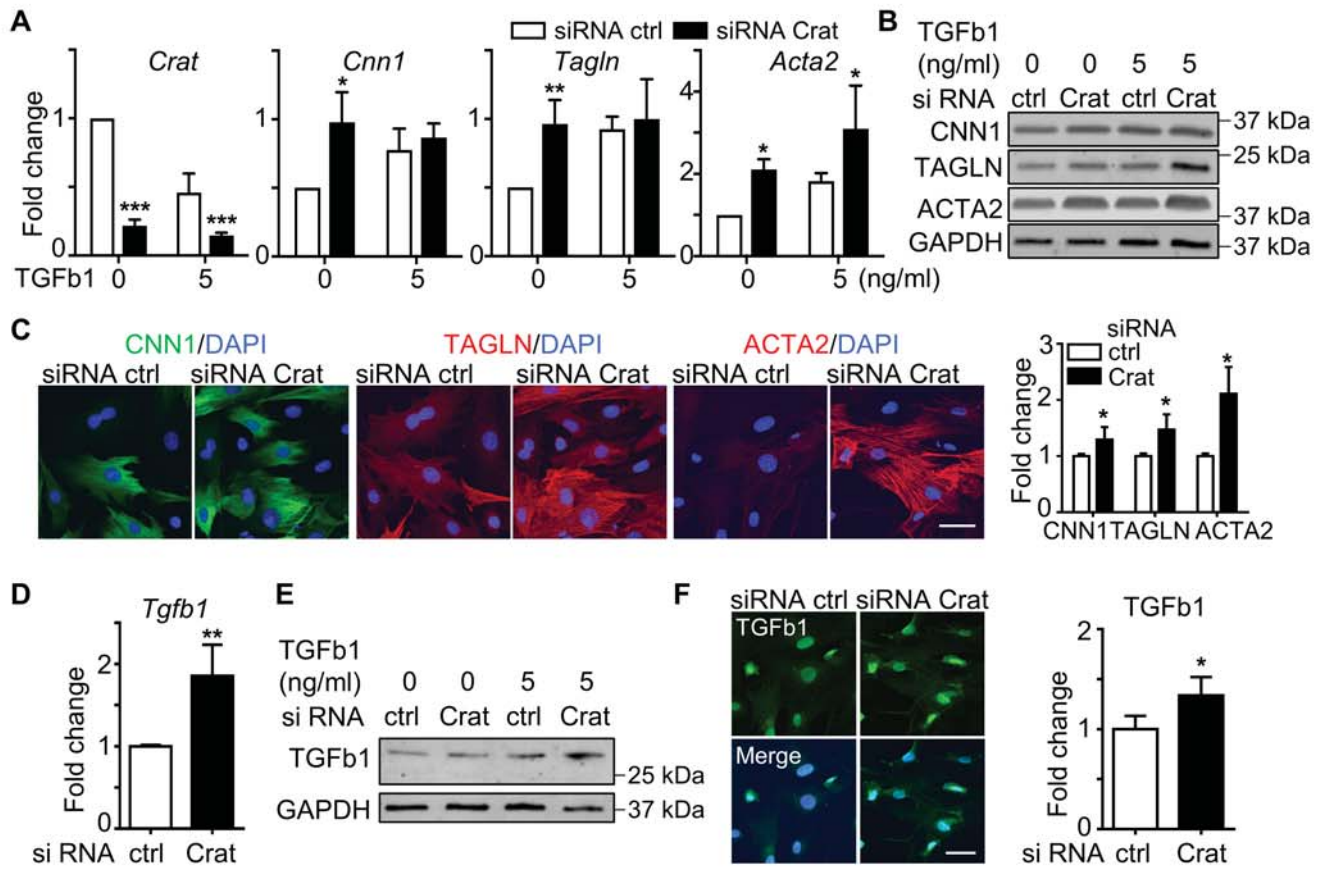 A
siRNA ctrl siRNA Crat
Crat Cnn1 Tagln Acta2
Fold change
1
0
1
0
1
0
4
2
0
*** ***
*
**
* *
TGFb1 0 5 0 5 0 5 0 5 (ng/ml)
B
TGFb1
(ng/ml) 0 0 5 5
si RNA ctrl Crat ctrl Crat
CNN1 37 kDa
25 kDa
TAGLN
ACTA2
37 kDa
GAPDH 37 kDa
C
CNN1/DAPI TAGLN/DAPI ACTA2/DAPI
siRNA ctrl siRNA Crat siRNA ctrl siRNA Crat siRNA ctrl siRNA Crat
siRNA
ctrl
Crat
Fold change
3
2
1
0
* * *
CNN1 TAGLN ACTA2
D
Tgfb1
**
Fold change
2
1
0
si RNA ctrl Crat
E
TGFb1
(ng/ml) 0 0 5 5
si RNA ctrl Crat ctrl Crat
TGFb1
25 kDa
GAPDH 37 kDa
F
siRNA ctrl siRNA Crat
TGFb1
Merge
TGFb1
Fold change
2
1
0
*
si RNA ctrl Crat